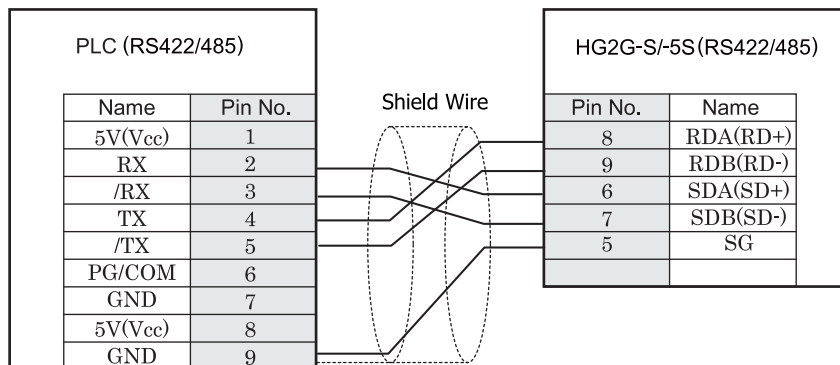 PLC (RS422/485)
HG2G-S/-5S(RS422/485)
Shield Wire
Name Pin No.
5V(Vcc) 1
RX 2
/RX 3
TX 4
/TX 5
PG/COM 6
GND 7
5V(Vcc) 8
GND 9
Pin No. Name
8 RDA(RD+)
9 RDB(RD-)
6 SDA(SD+)
7 SDB(SD-)
5 SG